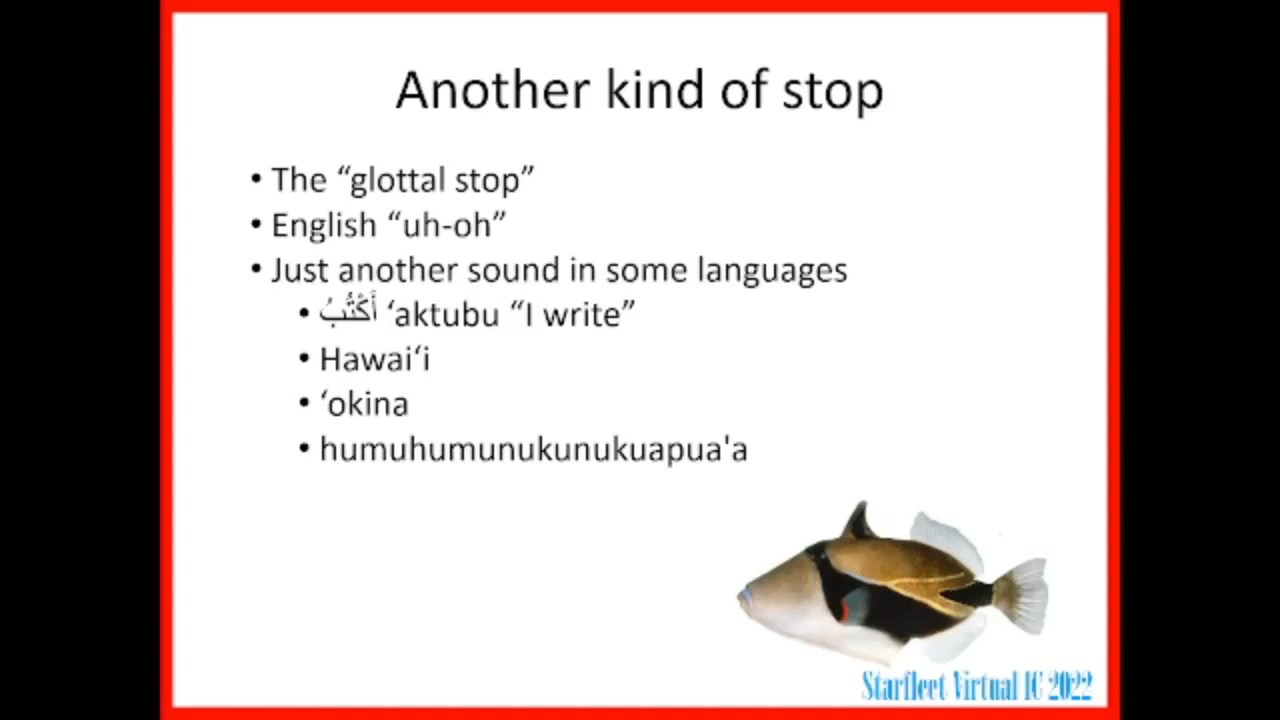 Another kind of stop
• The “glottal stop”
• English “uh-oh”
• Just another sound in some languages
• أَكْتُبُ ‘aktubu “I write”
• Hawai‘i
• ‘okina
• humuhumunukunukuapua'a
Starfleet Virtual IC 2022